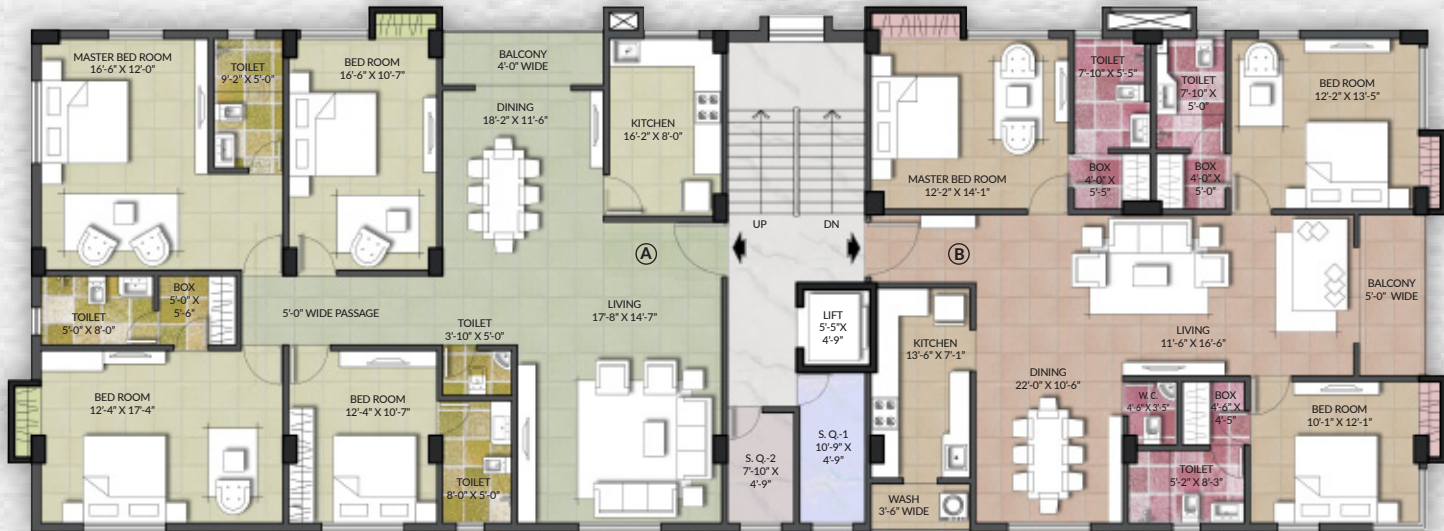 MASTER BED ROOM
16'-6" X 12'-0"
TOILET
9'-2" X 5'-0"
BED ROOM
16'-6" X 10'-7"
BALCONY
4'-0" WIDE
DINING
18'-2" X 11'-6"
KITCHEN
16'-2" X 8'-0"
UP
DN
A
LIVING
17'-8" X 14'-7"
TOILET
5'-0" X 8'-0"
BOX
5'-0" X
5'-6"
5'-0" WIDE PASSAGE
TOILET
3'-10" X 5'-0"
BED ROOM
12'-4" X 17'-4"
BED ROOM
12'-4" X 10'-7"
TOILET
8'-0" X 5'-0"
S. Q.-2
7'-10" X
4'-9"
S. Q.-1
10'-9" X
4'-9"
LIFT
5'-5"X
4'-9"
MASTER BED ROOM
12'-2" X 14'-1"
TOILET
7'-10" X 5'-5"
TOILET
7'-10" X
5'-0"
BOX
4'-0" X
5'-5"
BOX
4'-0" X
5'-0"
BED ROOM
12'-2" X 13'-5"
B
BALCONY
5'-0" WIDE
LIVING
11'-6" X 16'-6"
KITCHEN
13'-6" X 7'-1"
DINING
22'-0" X 10'-6"
W.C.
4'-6" X 3'-5"
BOX
4'-6" X
4'-5"
BED ROOM
10'-1" X 12'-1"
TOILET
5'-2" X 8'-3"
WASH
3'-6" WIDE